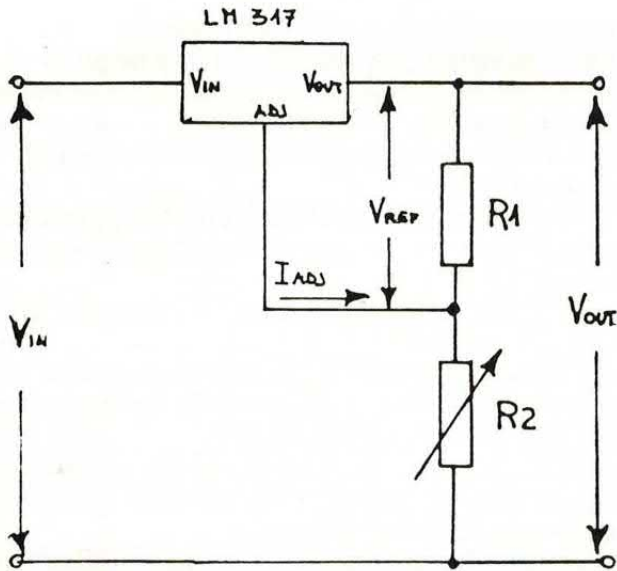 LM 317
VIN
VOUT
ADJ
VREF
R1
IADJ
VIN
VOUT
R2